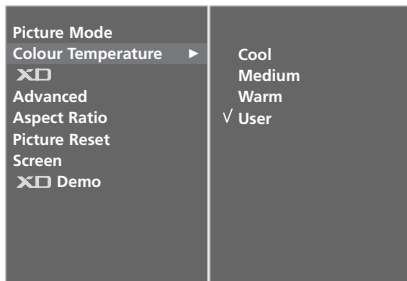 Picture Mode
Colour Temperature ►
XD
Advanced
Aspect Ratio
Picture Reset
Screen
XD Demo
Cool
Medium
Warm
√ User